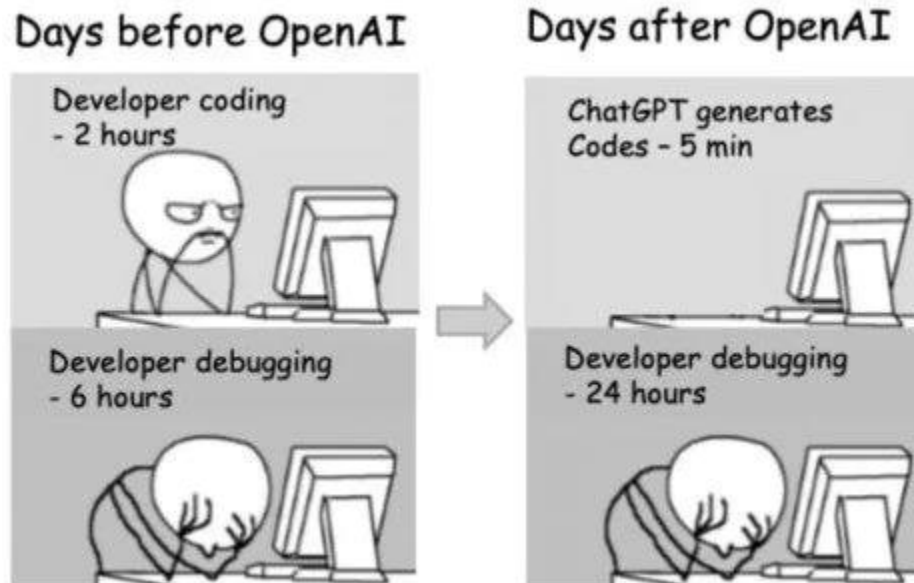 Days before OpenAI
Developer coding
- 2 hours
Developer debugging
- 6 hours
Days after OpenAI
ChatGPT generates
Codes - 5 min
Developer debugging
- 24 hours